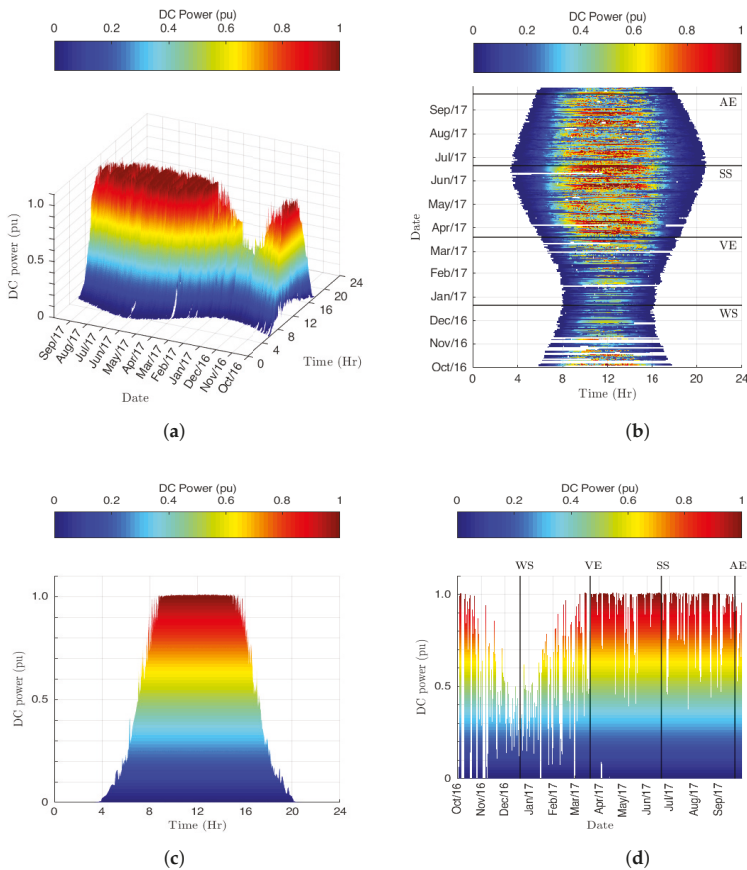 DC Power (pu)
0 0.2 0.4 0.6 0.8 1
1.0
0.5
0
DC power (pu)
Sep/17
Aug/17
Jul/17
Jun/17
May/17
Apr/17
Mar/17
Feb/17
Jan/17
Dec/16
Nov/16
Oct/16
Date
0
4
8
12
16
20
24
Time (Hr)
(a)
DC Power (pu)
0 0.2 0.4 0.6 0.8 1
Sep/17
Aug/17
Jul/17
Jun/17
May/17
Apr/17
Mar/17
Feb/17
Jan/17
Dec/16
Nov/16
Oct/16
Date
AE
SS
VE
WS
0 4 8 12 16 20 24
Time (Hr)
(b)
DC Power (pu)
0 0.2 0.4 0.6 0.8 1
1.0
0.5
0
DC power (pu)
0 4 8 12 16 20 24
Time (Hr)
(c)
DC Power (pu)
0 0.2 0.4 0.6 0.8 1
WS VE SS AE
1.0
0.5
0
DC power (pu)
Oct/16
Nov/16
Dec/16
Jan/17
Feb/17
Mar/17
Apr/17
May/17
Jun/17
Jul/17
Aug/17
Sep/17
Date
(d)